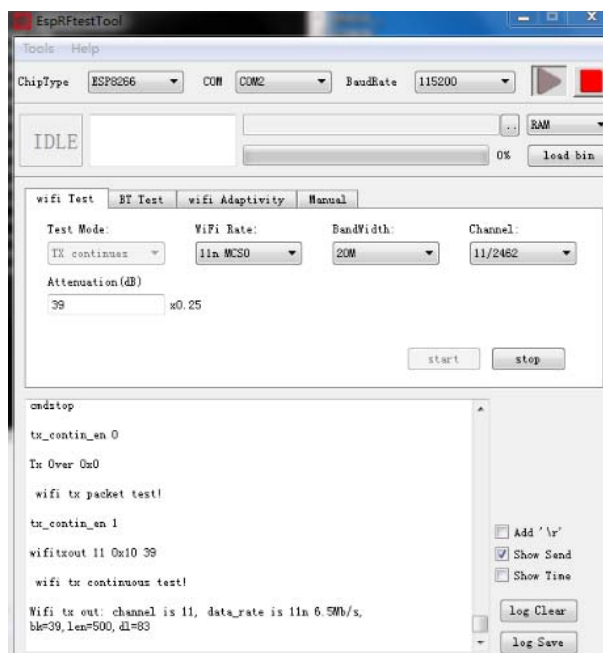 EspRFtestTool
Tools Help
ChipType ESP8266 COM COM2 BaudRate 115200
IDLE
.. RAM
0% load bin
wifi Test BT Test wifi Adaptivity Manual
Test Mode: WiFi Rate: BandWidth: Channel:
TX continues 11n MCS0 20M 11/2462
Attenuation(dB)
39 x0.25
start stop
cmdstop
tx_contin_en 0
Tx Over 0x0
wifi tx packet test!
tx_contin_en 1
wifitxout 11 0x10 39
wifi tx continuous test!
Wifi tx out: channel is 11, data_rate is 11n 6.5Mb/s,
bk=39, len=500, dl=83
Add '\r'
Show Send
Show Time
log Clear
log Save